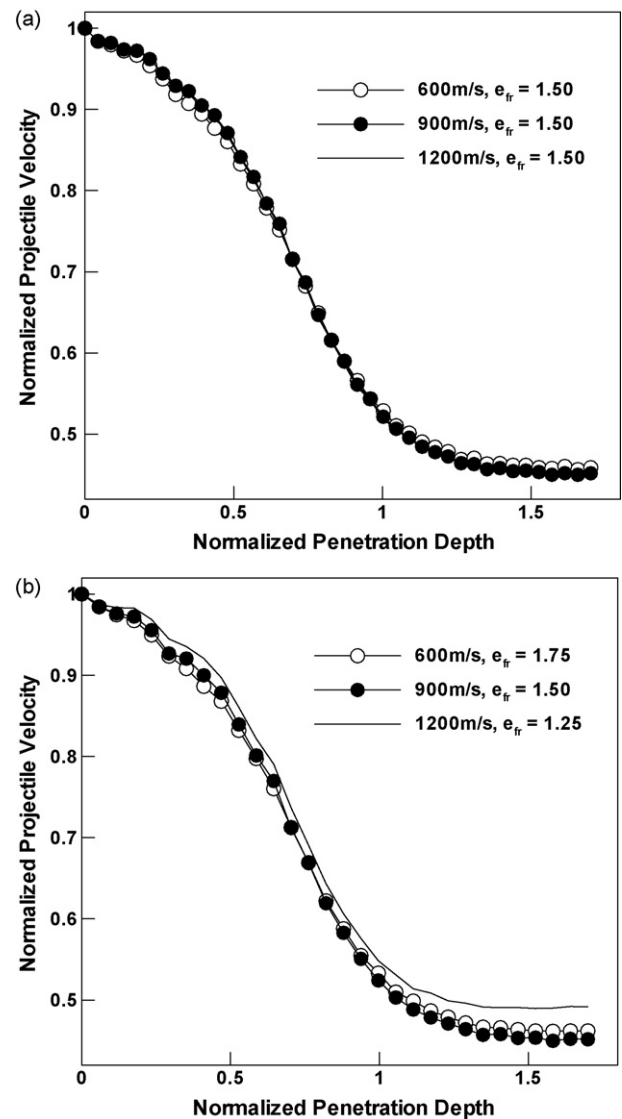 (a)
1
0.9
0.8
0.7
0.6
0.5
0
0.5
1
1.5
Normalized Projectile Velocity
Normalized Penetration Depth
600m/s, e_fr = 1.50
900m/s, e_fr = 1.50
1200m/s, e_fr = 1.50
(b)
1
0.9
0.8
0.7
0.6
0.5
0
0.5
1
1.5
Normalized Projectile Velocity
Normalized Penetration Depth
600m/s, e_fr = 1.75
900m/s, e_fr = 1.50
1200m/s, e_fr = 1.25